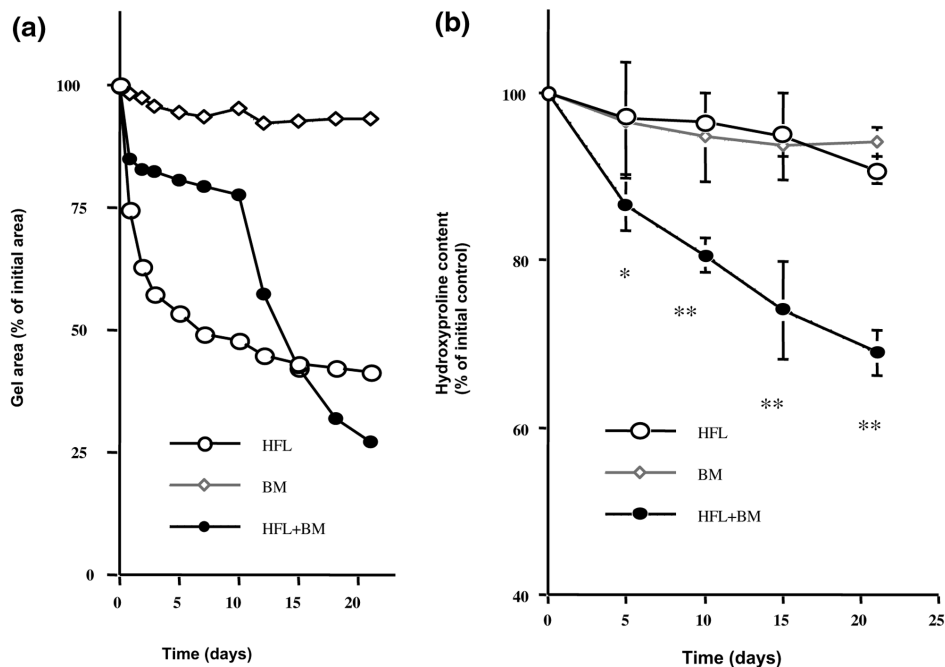 (a)
Gel area (% of initial area)
100
75
50
25
0
HFL
BM
HFL+BM
0 5 10 15 20
Time (days)
(b)
Hydroxyproline content
(% of initial control)
100
80
60
40
*
**
**
**
HFL
BM
HFL+BM
0 5 10 15 20 25
Time (days)